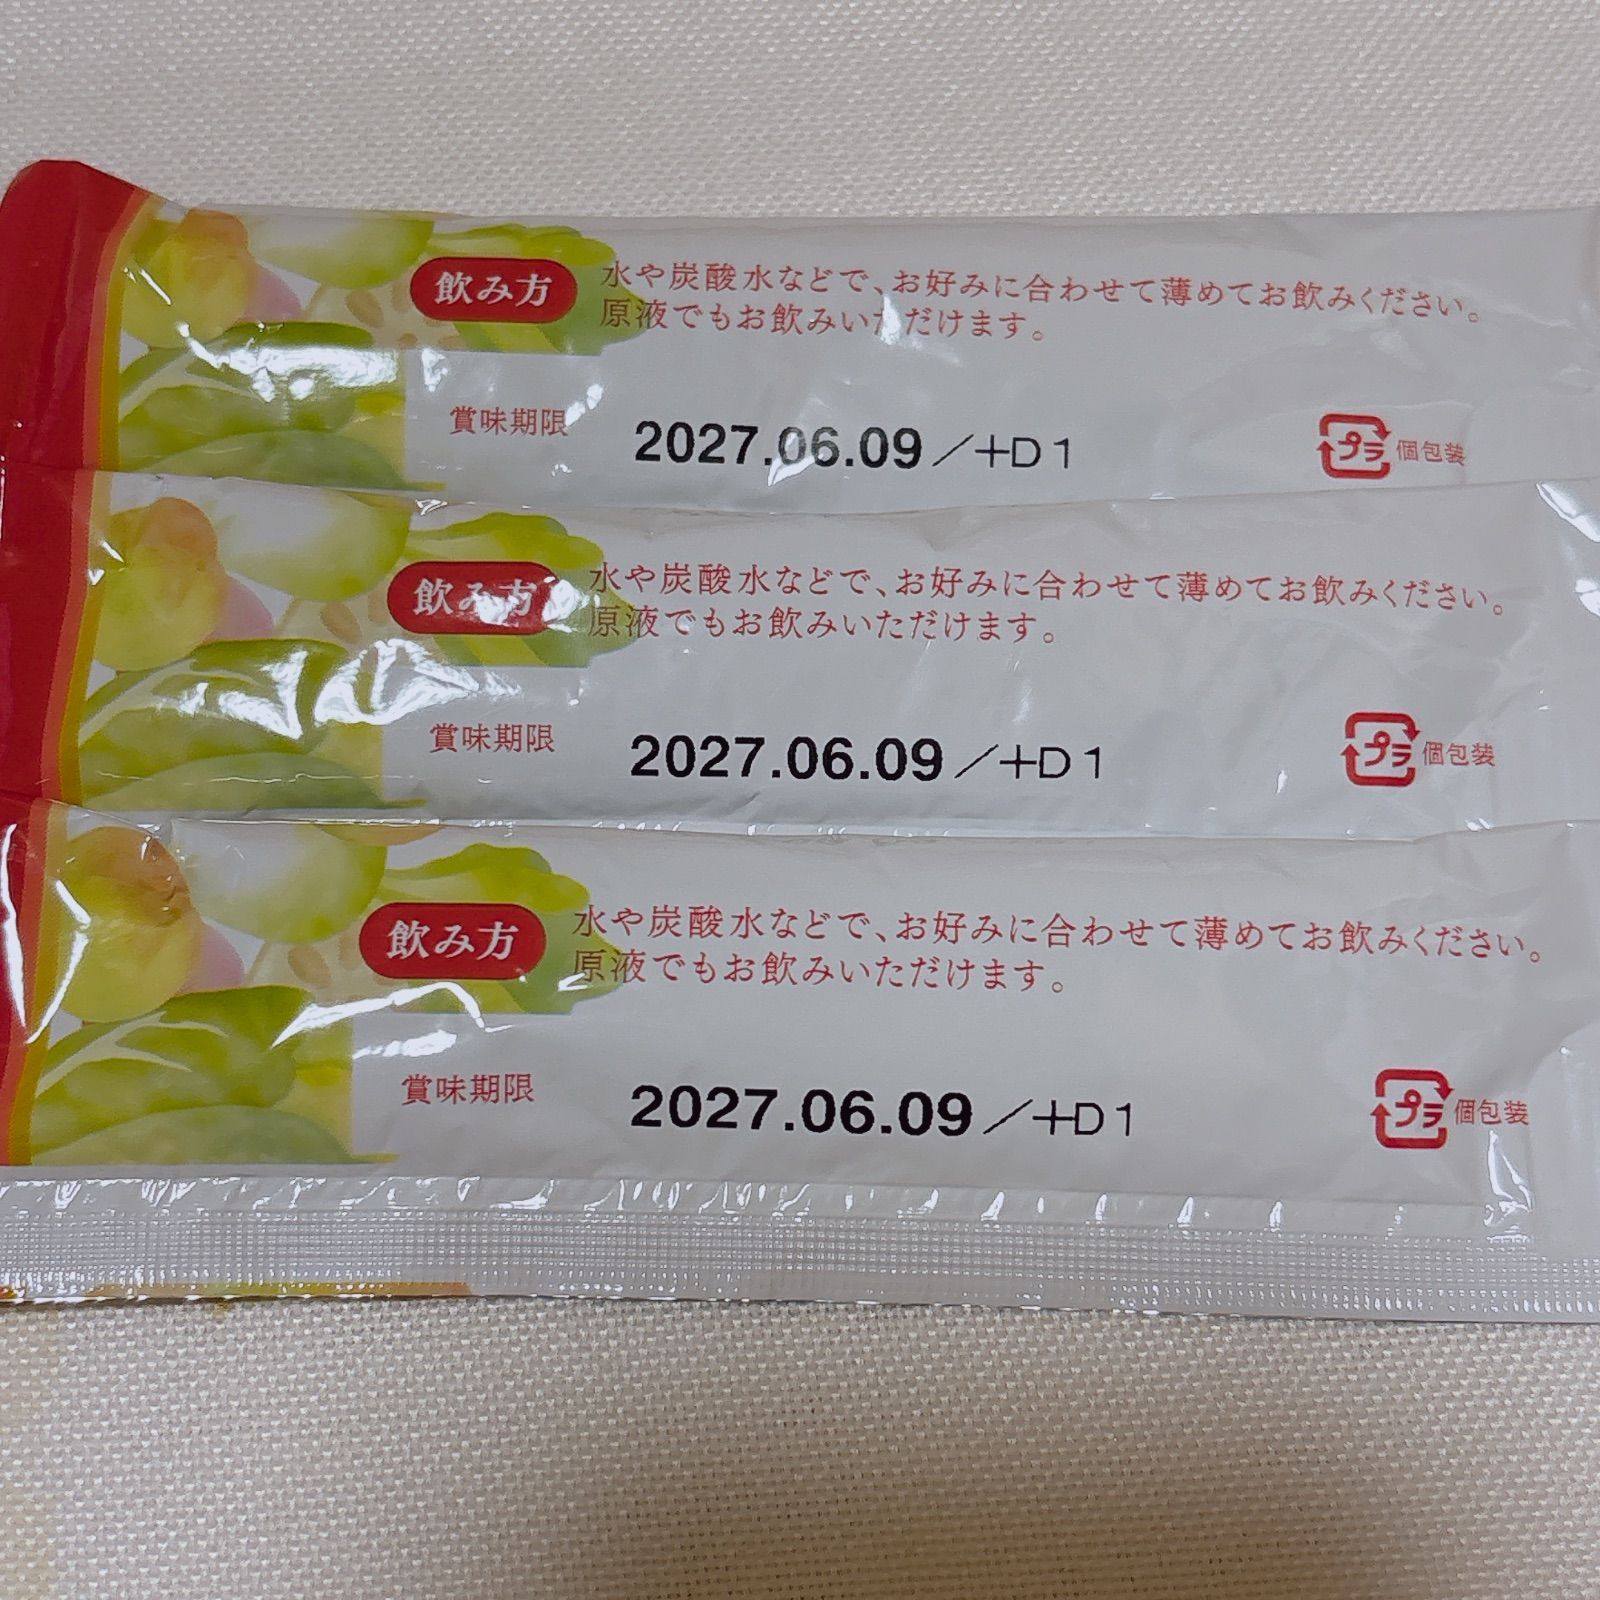 飲み方
水や炭酸水などで、お好みに合わせて薄めてお飲みください。
原液でもお飲みいただけます。
賞味期限
2027.06.09／+D1
プラ 個包装
飲み方
水や炭酸水などで、お好みに合わせて薄めてお飲みください。
原液でもお飲みいただけます。
賞味期限
2027.06.09／+D1
プラ 個包装
飲み方
水や炭酸水などで、お好みに合わせて薄めてお飲みください。
原液でもお飲みいただけます。
賞味期限
2027.06.09／+D1
プラ 個包装